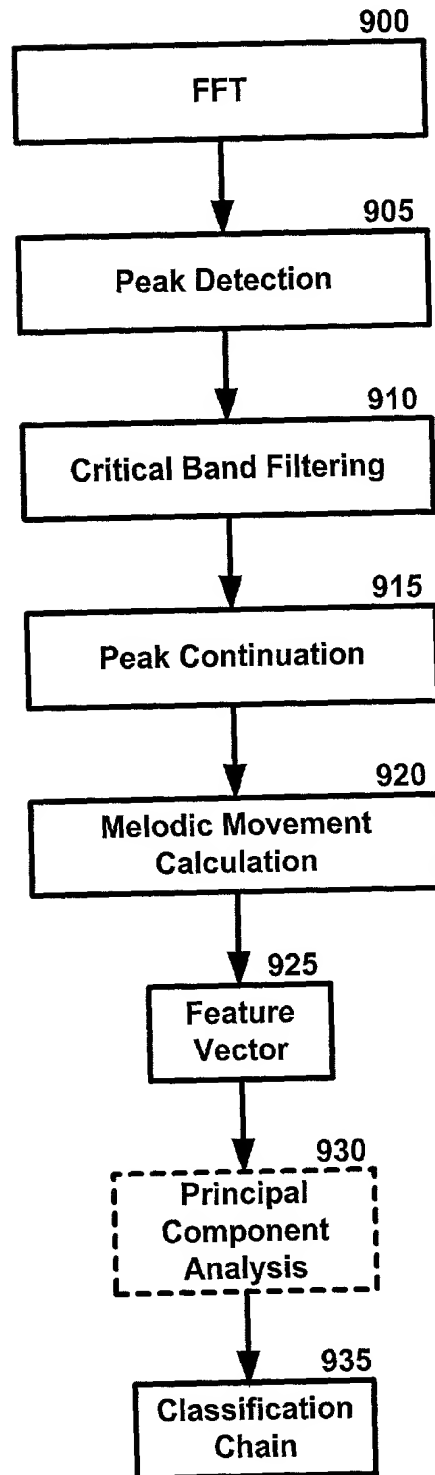 900
FFT
905
Peak Detection
910
Critical Band Filtering
915
Peak Continuation
920
Melodic Movement
Calculation
925
Feature
Vector
930
Principal
Component
Analysis
935
Classification
Chain